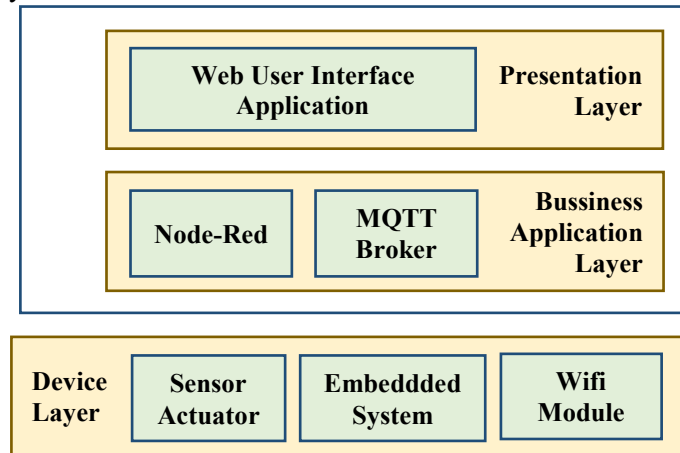 Web User Interface
Application
Presentation
Layer
Node-Red
MQTT
Broker
Bussiness
Application
Layer
Device
Layer
Sensor
Actuator
Embeddded
System
Wifi
Module